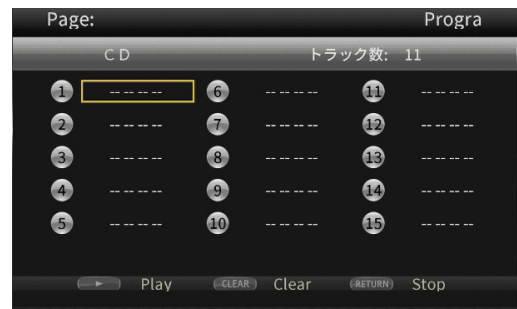 Page: Progra
CD トラック数: 11
1 -- -- -- -- 6 -- -- -- -- 11 -- -- -- --
2 -- -- -- -- 7 -- -- -- -- 12 -- -- -- --
3 -- -- -- -- 8 -- -- -- -- 13 -- -- -- --
4 -- -- -- -- 9 -- -- -- -- 14 -- -- -- --
5 -- -- -- -- 10 -- -- -- -- 15 -- -- -- --
Play CLEAR Clear RETURN Stop